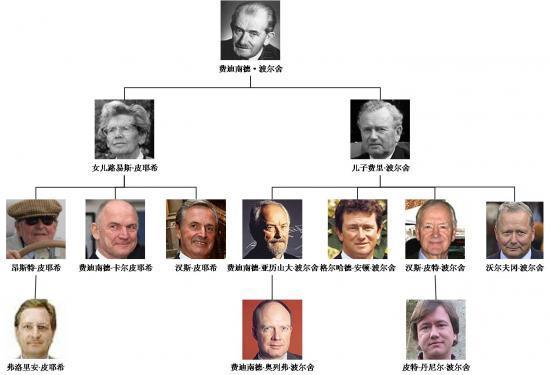 费迪南德·波尔舍
女儿路易斯·皮耶希
儿子费里·波尔舍
昂斯特·皮耶希
费迪南德·卡尔皮耶希
汉斯·皮耶希
费迪南德·亚历山大·波尔舍
格尔哈德·安顿·波尔舍
汉斯·皮特·波尔舍
沃尔夫冈·波尔舍
弗洛里安·皮耶希
费迪南德·奥列弗·波尔舍
皮特·丹尼尔·波尔舍